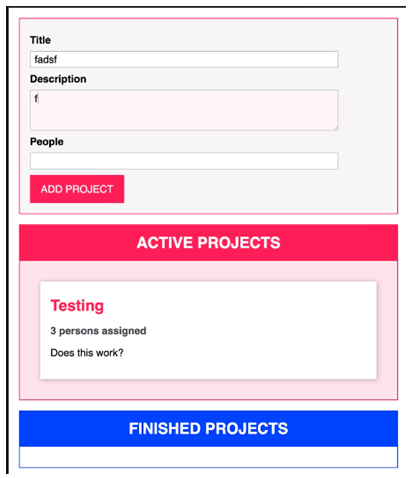 Title
fadsf
Description
f
People
ADD PROJECT
ACTIVE PROJECTS
Testing
3 persons assigned
Does this work?
FINISHED PROJECTS